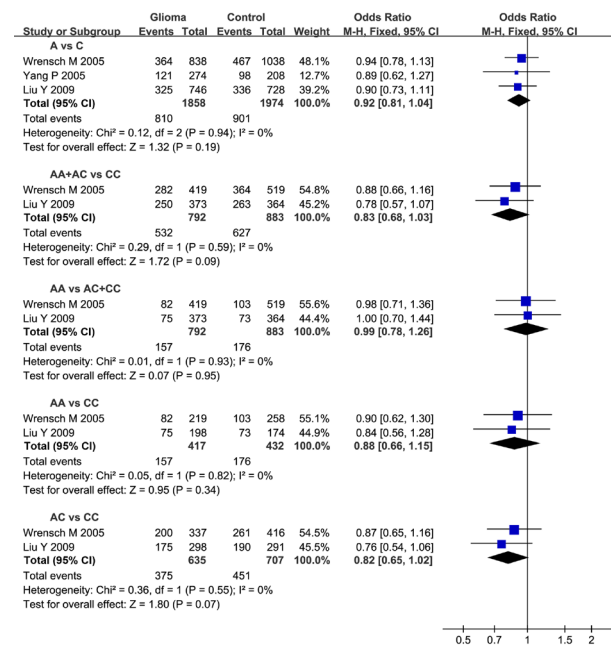 Glioma Control Odds Ratio Odds Ratio
Study or Subgroup Events Total Events Total Weight M-H, Fixed, 95% CI M-H, Fixed, 95% CI
A vs C
Wrensch M 2005 364 838 467 1038 48.1% 0.94 [0.78, 1.13]
Yang P 2005 121 274 98 208 12.7% 0.89 [0.62, 1.27]
Liu Y 2009 325 746 336 728 39.2% 0.90 [0.73, 1.11]
Total (95% CI) 1858 1974 100.0% 0.92 [0.81, 1.04]
Total events 810 901
Heterogeneity: Chi² = 0.12, df = 2 (P = 0.94); I² = 0%
Test for overall effect: Z = 1.32 (P = 0.19)
AA+AC vs CC
Wrensch M 2005 282 419 364 519 54.8% 0.88 [0.66, 1.16]
Liu Y 2009 250 373 263 364 45.2% 0.78 [0.57, 1.07]
Total (95% CI) 792 883 100.0% 0.83 [0.68, 1.03]
Total events 532 627
Heterogeneity: Chi² = 0.29, df = 1 (P = 0.59); I² = 0%
Test for overall effect: Z = 1.72 (P = 0.09)
AA vs AC+CC
Wrensch M 2005 82 419 103 519 55.6% 0.98 [0.71, 1.36]
Liu Y 2009 75 373 73 364 44.4% 1.00 [0.70, 1.44]
Total (95% CI) 792 883 100.0% 0.99 [0.78, 1.26]
Total events 157 176
Heterogeneity: Chi² = 0.01, df = 1 (P = 0.93); I² = 0%
Test for overall effect: Z = 0.07 (P = 0.95)
AA vs CC
Wrensch M 2005 82 219 103 258 55.1% 0.90 [0.62, 1.30]
Liu Y 2009 75 198 73 174 44.9% 0.84 [0.56, 1.28]
Total (95% CI) 417 432 100.0% 0.88 [0.66, 1.15]
Total events 157 176
Heterogeneity: Chi² = 0.05, df = 1 (P = 0.82); I² = 0%
Test for overall effect: Z = 0.95 (P = 0.34)
AC vs CC
Wrensch M 2005 200 337 261 416 54.5% 0.87 [0.65, 1.16]
Liu Y 2009 175 298 190 291 45.5% 0.76 [0.54, 1.06]
Total (95% CI) 635 707 100.0% 0.82 [0.65, 1.02]
Total events 375 451
Heterogeneity: Chi² = 0.36, df = 1 (P = 0.55); I² = 0%
Test for overall effect: Z = 1.80 (P = 0.07)
0.5 0.7 1 1.5 2